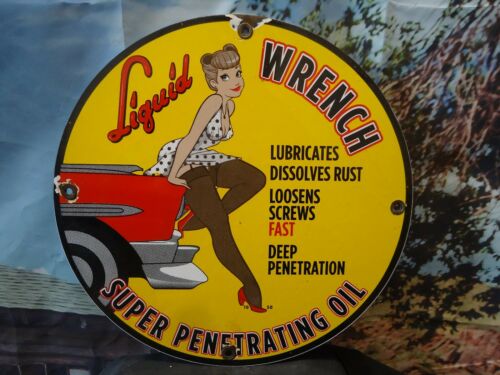 Liquid
WRENCH
LUBRICATES
DISSOLVES RUST
LOOSENS
SCREWS
FAST
DEEP
PENETRATION
SUPER PENETRATING OIL